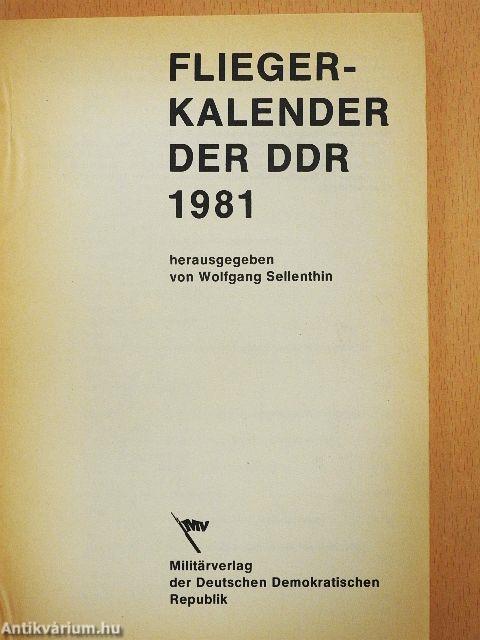 FLIEGER-
KALENDER
DER DDR
1981
herausgegeben
von Wolfgang Sellenthin
MV
Militärverlag
der Deutschen Demokratischen
Republik
Antikvárium.hu